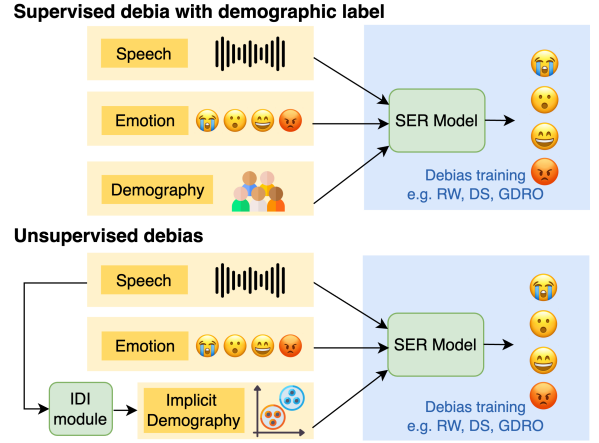 Supervised debia with demographic label
Speech
Emotion
Demography
SER Model
Debias training
e.g. RW, DS, GDRO
Unsupervised debias
Speech
Emotion
IDI
module
Implicit
Demography
SER Model
Debias training
e.g. RW, DS, GDRO